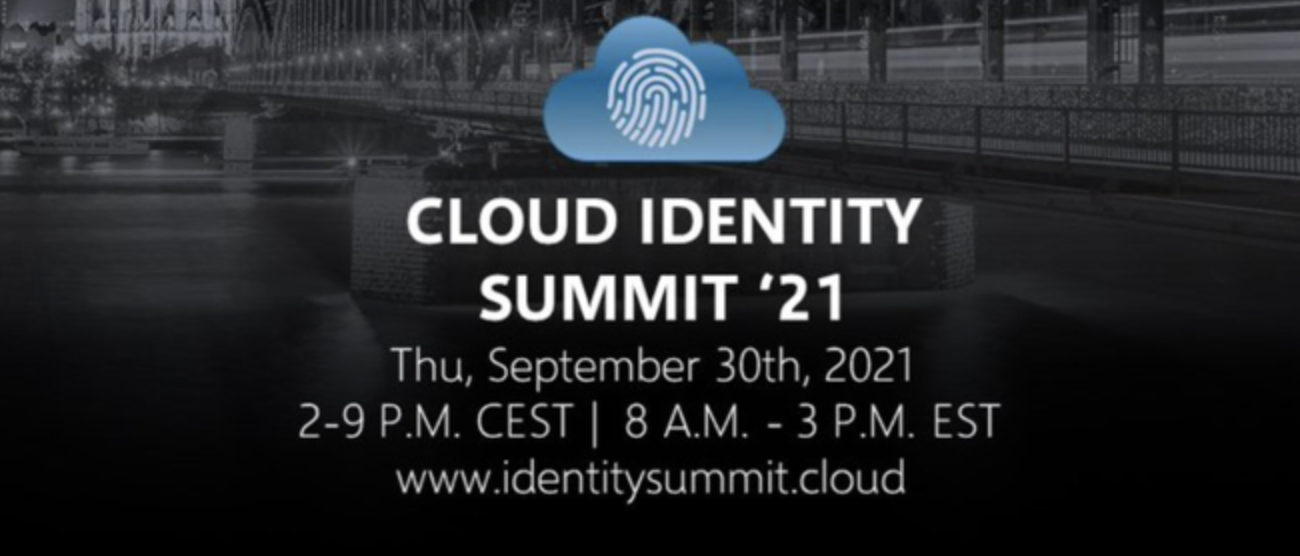 CLOUD IDENTITY
SUMMIT ’21
Thu, September 30th, 2021
2-9 P.M. CEST | 8 A.M. - 3 P.M. EST
www.identitysummit.cloud